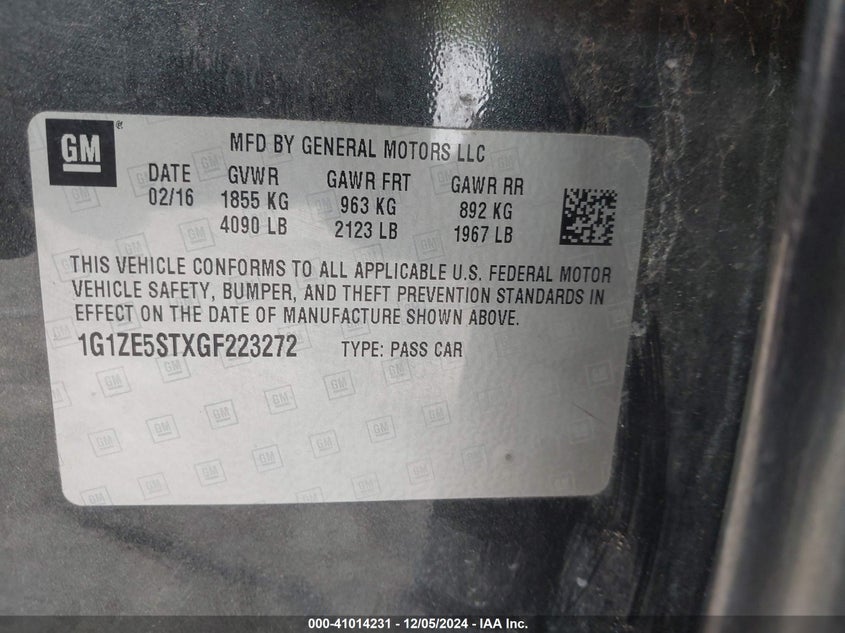 GM ®
MFD BY GENERAL MOTORS LLC
DATE GVWR GAWR FRT GAWR RR
02/16 1855 KG 963 KG 892 KG
4090 LB 2123 LB 1967 LB
THIS VEHICLE CONFORMS TO ALL APPLICABLE U.S. FEDERAL MOTOR
VEHICLE SAFETY, BUMPER, AND THEFT PREVENTION STANDARDS IN
EFFECT ON THE DATE OF MANUFACTURE SHOWN ABOVE.
1G1ZE5STXGF223272 TYPE: PASS CAR
000-41014231 - 12/05/2024 - IAA Inc.